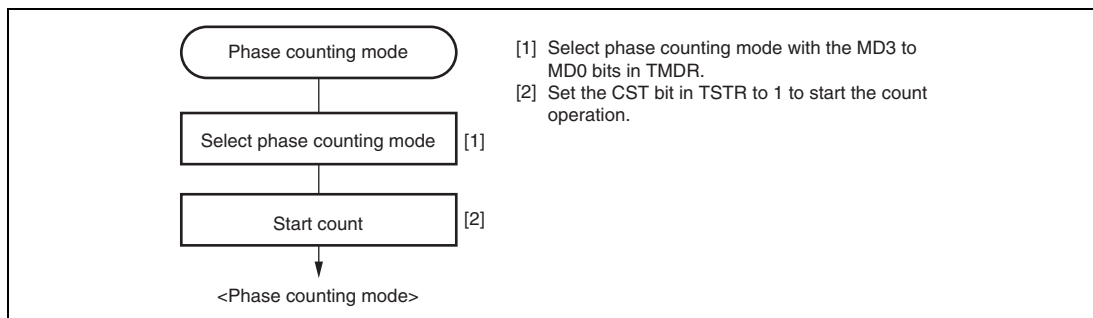 Phase counting mode
Select phase counting mode [1]
Start count [2]
<Phase counting mode>
[1] Select phase counting mode with the MD3 to
MD0 bits in TMDR.
[2] Set the CST bit in TSTR to 1 to start the count
operation.